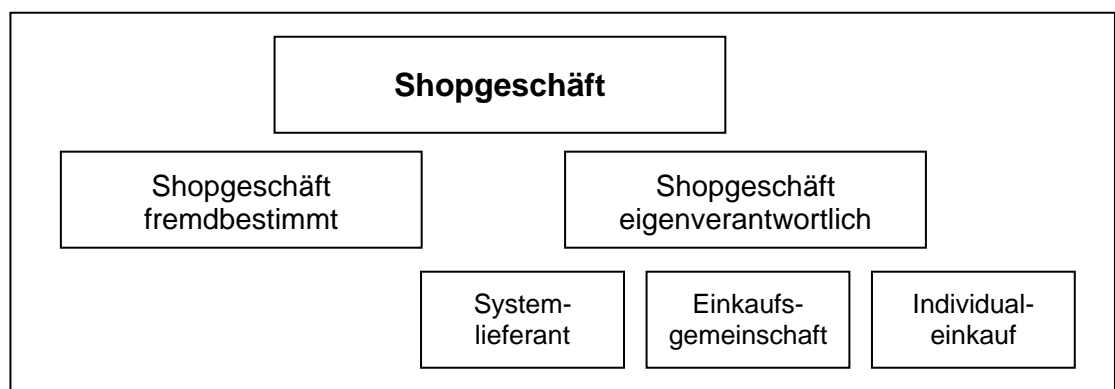 Shopgeschäft
Shopgeschäft
fremdbestimmt
Shopgeschäft
eigenverantwortlich
System-
lieferant
Einkaufs-
gemeinschaft
Individual-
einkauf